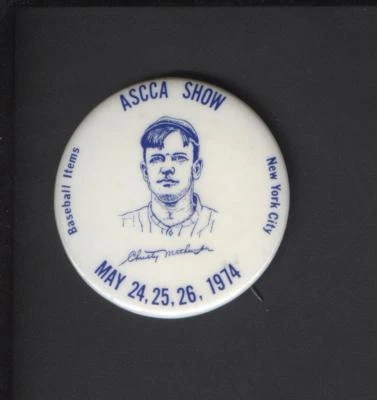 ASCCA SHOW
Baseball Items
New York City
Christy Mathewson
MAY 24, 25, 26, 1974